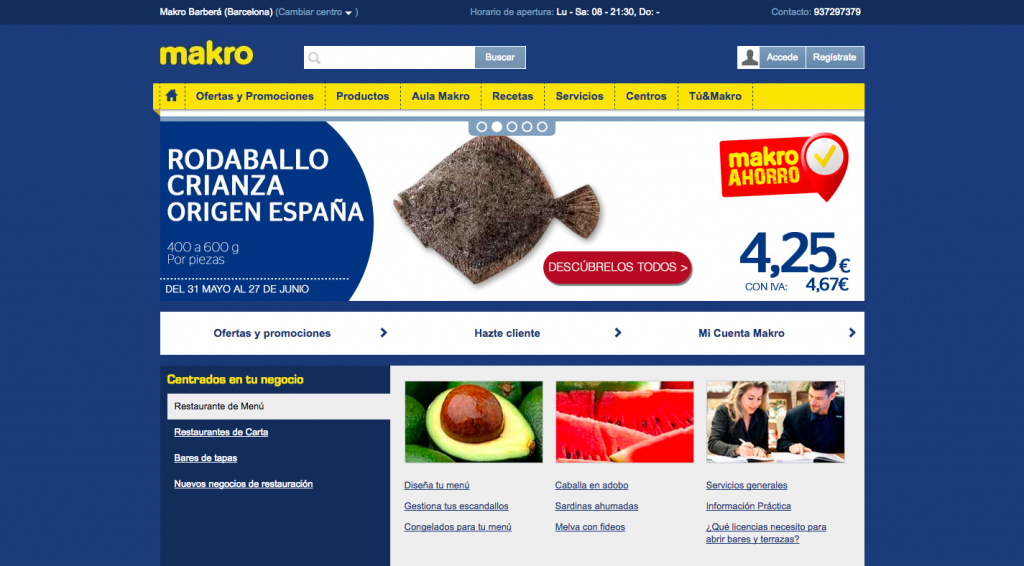 Makro Barberá (Barcelona) (Cambiar centro )
Horario de apertura: Lu - Sa: 08 - 21:30, Do: -
Contacto: 937297379
makro
Buscar
Accede
Regístrate
Ofertas y Promociones
Productos
Aula Makro
Recetas
Servicios
Centros
Tú&Makro
RODABALLO
CRIANZA
ORIGEN ESPAÑA
400 a 600 g
Por piezas
DEL 31 MAYO AL 27 DE JUNIO
DESCÚBRELOS TODOS >
makro
AHORRO
4,25€
CON IVA: 4,67€
Ofertas y promociones
Hazte cliente
Mi Cuenta Makro
Centrados en tu negocio
Restaurante de Menú
Restaurantes de Carta
Bares de tapas
Nuevos negocios de restauración
Diseña tu menú
Gestiona tus escandallos
Congelados para tu menú
Caballa en adobo
Sardinas ahumadas
Melva con fideos
Servicios generales
Información Práctica
¿Qué licencias necesito para
abrir bares y terrazas?